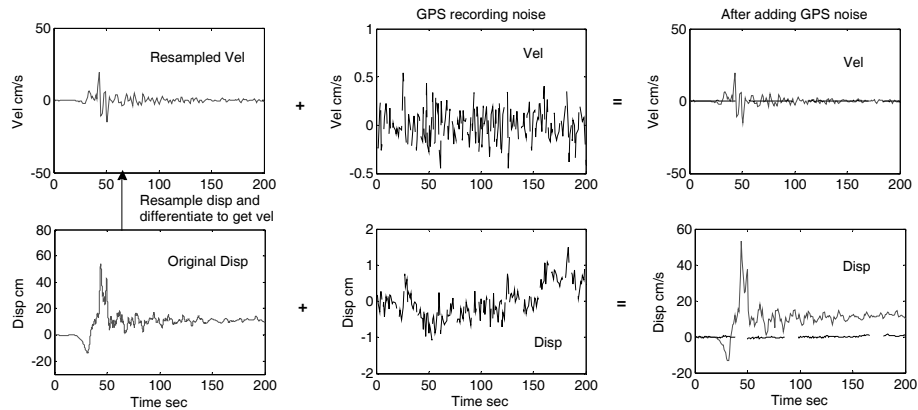 GPS recording noise
After adding GPS noise
50
0
-50
Vel cm/s
Resampled Vel
0 50 100 150 200
+
1
0.5
0
-0.5
-1
Vel cm/s
Vel
0 50 100 150 200
=
50
0
-50
Vel cm/s
Vel
0 50 100 150 200
Resample disp and
differentiate to get vel
80
60
40
20
0
-20
Disp cm
Original Disp
0 50 100 150 200
Time sec
+
2
1
0
-1
-2
Disp cm
Disp
0 50 100 150 200
Time sec
=
60
40
20
0
-20
Disp cm/s
Disp
0 50 100 150 200
Time sec